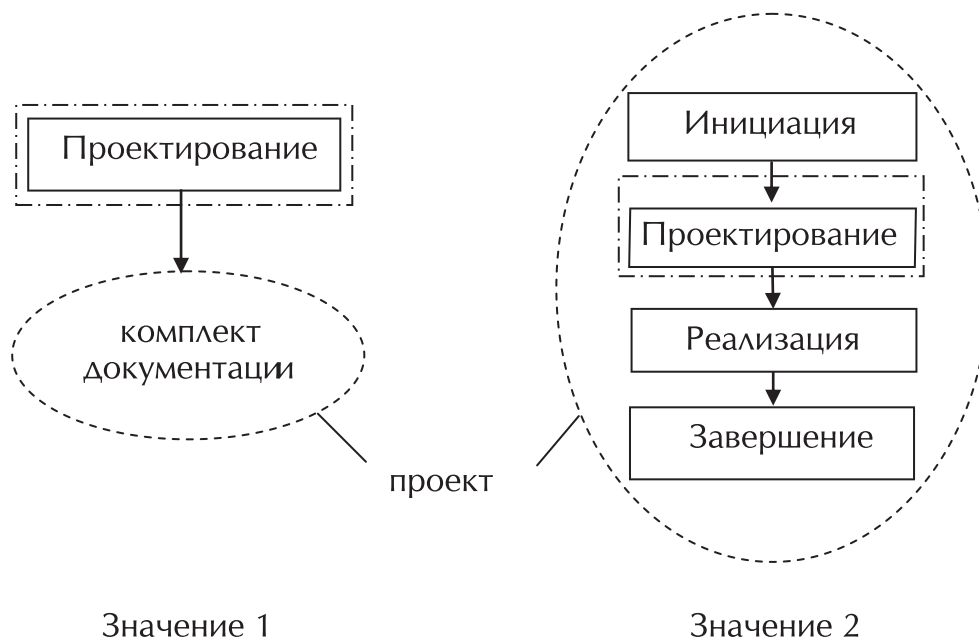 Проектирование
комплект
документации
проект
Значение 1
Инициация
Проектирование
Реализация
Завершение
Значение 2